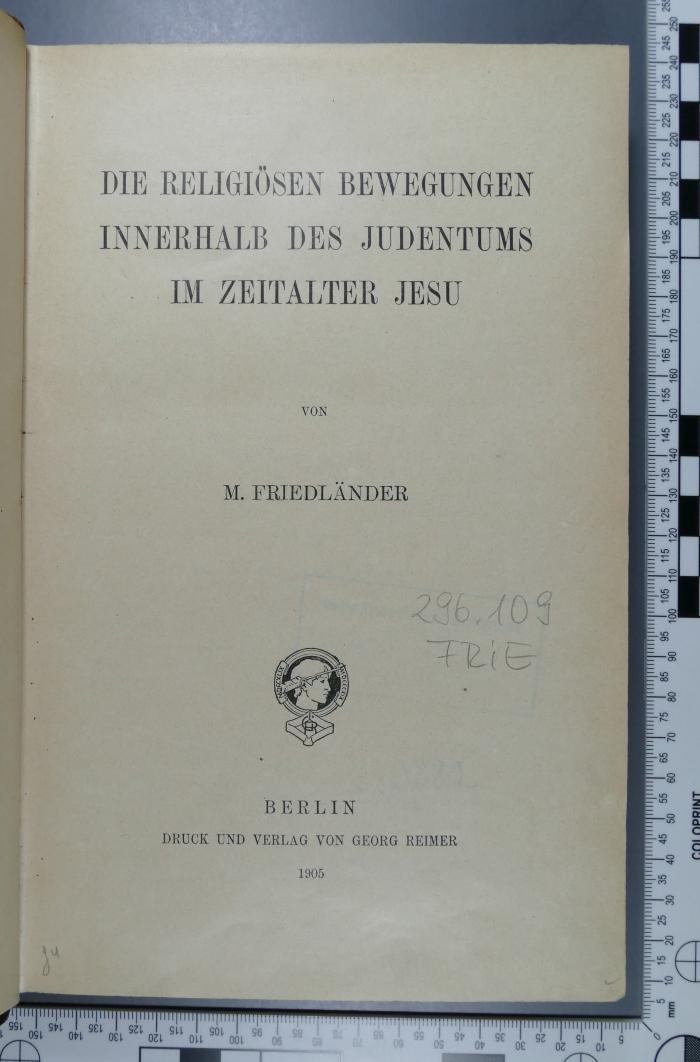 DIE RELIGIÖSEN BEWEGUNGEN
INNERHALB DES JUDENTUMS
IM ZEITALTER JESU
VON
M. FRIEDLÄNDER
296.109
FRIE
BERLIN
DRUCK UND VERLAG VON GEORG REIMER
1905
COLOPRINT
mm